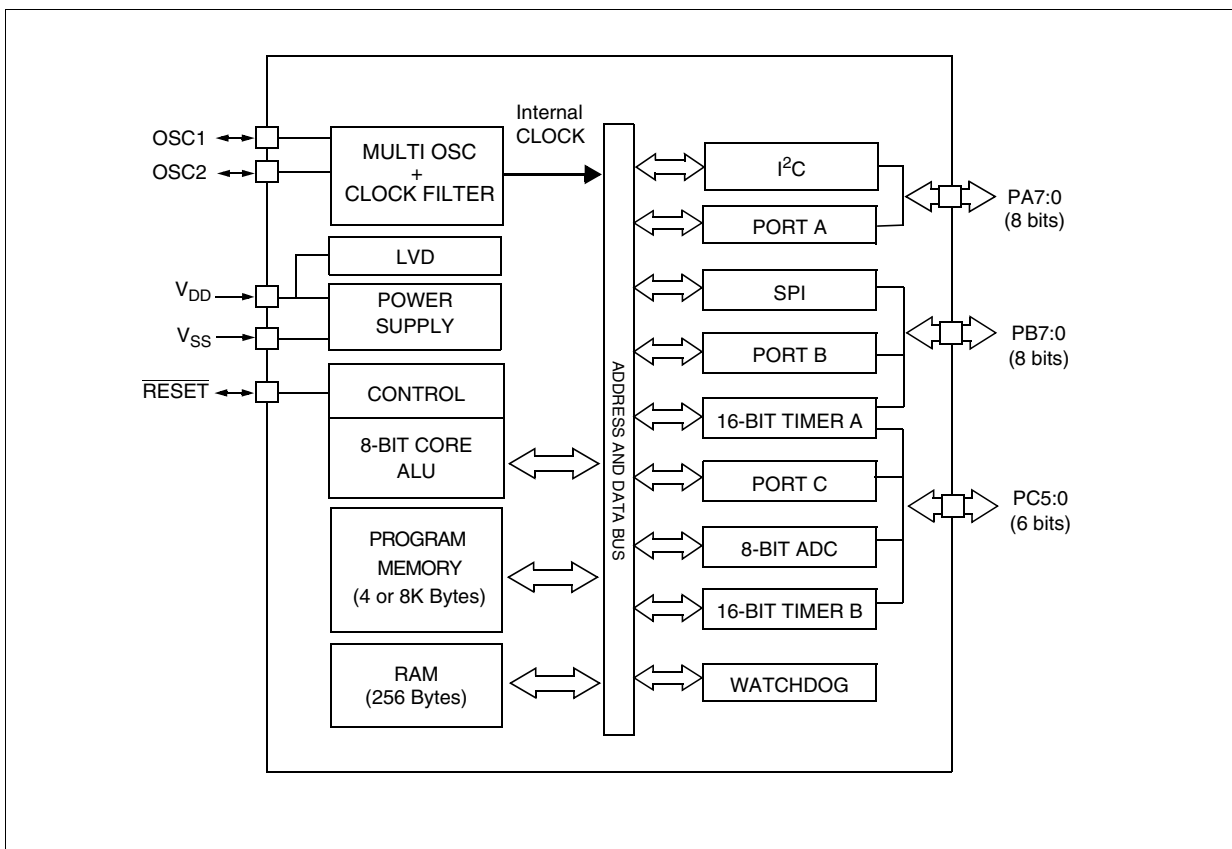 OSC1
OSC2
MULTI OSC
+
CLOCK FILTER
Internal
CLOCK
LVD
VDD
POWER
SUPPLY
VSS
RESET
CONTROL
8-BIT CORE
ALU
PROGRAM
MEMORY
(4 or 8K Bytes)
RAM
(256 Bytes)
ADDRESS AND DATA BUS
I²C
PORT A
PA7:0
(8 bits)
SPI
PORT B
PB7:0
(8 bits)
16-BIT TIMER A
PORT C
PC5:0
(6 bits)
8-BIT ADC
16-BIT TIMER B
WATCHDOG